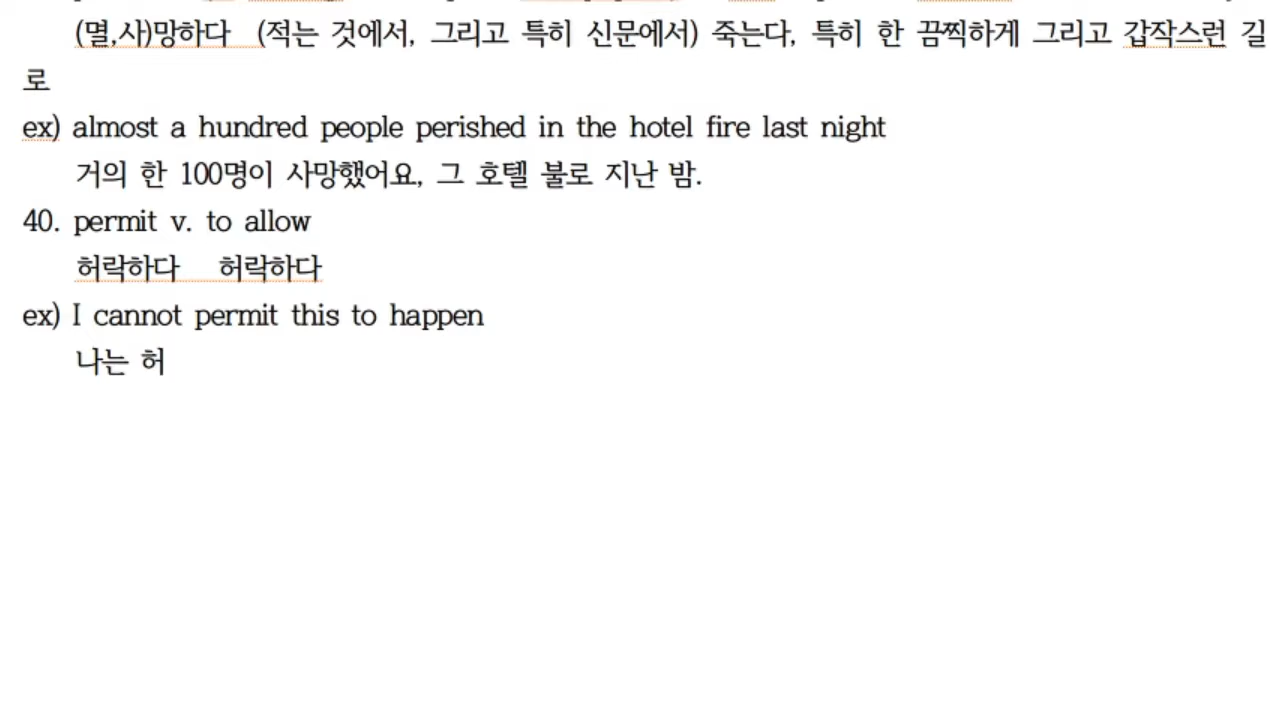 (멸,사)망하다 (적는 것에서, 그리고 특히 신문에서) 죽는다, 특히 한 끔찍하게 그리고 갑작스런 길
로
ex) almost a hundred people perished in the hotel fire last night
거의 한 100명이 사망했어요, 그 호텔 불로 지난 밤.
40. permit v. to allow
허락하다 허락하다
ex) I cannot permit this to happen
나는 허